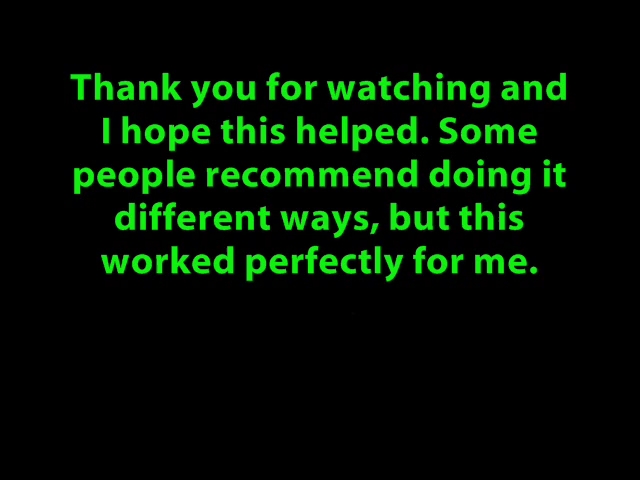 Thank you for watching and
I hope this helped. Some
people recommend doing it
different ways, but this
worked perfectly for me.